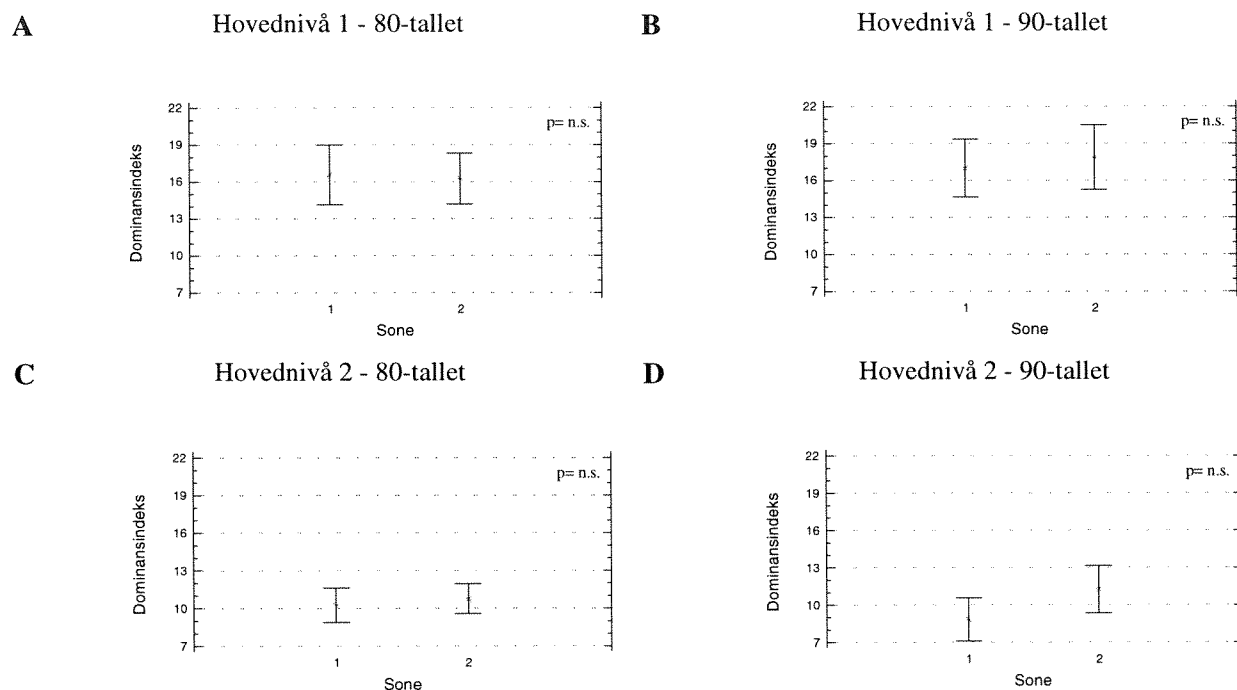 A
Hovednivå 1 - 80-tallet
22
19
16
13
10
7
Dominansindeks
p= n.s.
1
2
Sone
B
Hovednivå 1 - 90-tallet
22
19
16
13
10
7
Dominansindeks
p= n.s.
1
2
Sone
C
Hovednivå 2 - 80-tallet
22
19
16
13
10
7
Dominansindeks
p= n.s.
1
2
Sone
D
Hovednivå 2 - 90-tallet
22
19
16
13
10
7
Dominansindeks
p= n.s.
1
2
Sone